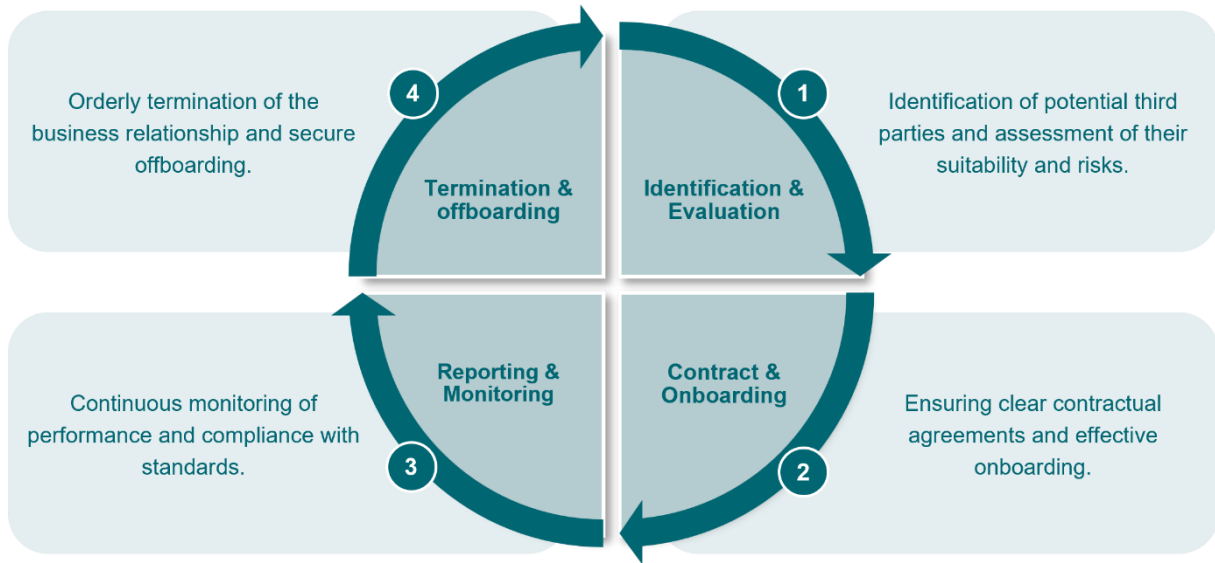 4
Orderly termination of the
business relationship and secure
offboarding.
Termination &
offboarding
1
Identification of potential third
parties and assessment of their
suitability and risks.
Identification &
Evaluation
Reporting &
Monitoring
Continuous monitoring of
performance and compliance with
standards.
3
Contract &
Onboarding
Ensuring clear contractual
agreements and effective
onboarding.
2